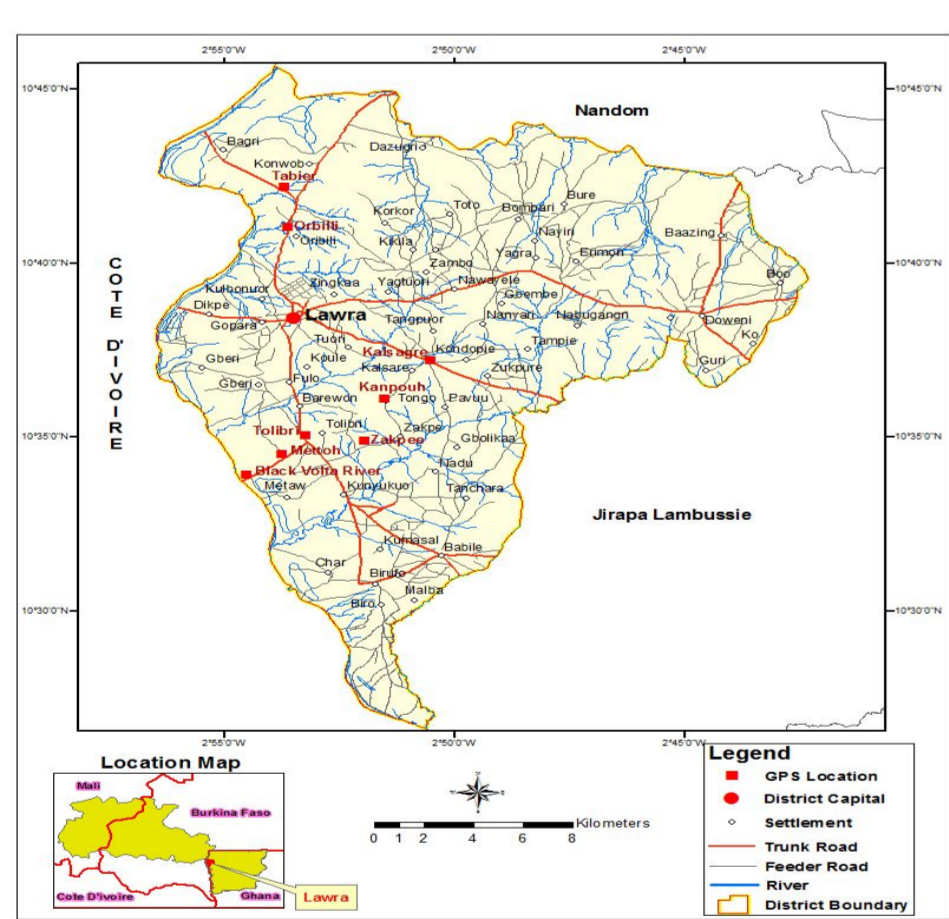 2°55'0"W 2°50'0"W 2°45'0"W
10°45'0"N 10°45'0"N
Nandom
Bagri
Dazugri
Konwob
Tabier
Bure
Toto
Korkor
Bompari
Orbilli
Oribili
Nayiri
Baazing
Kikila
Yagra
Erimon
10°40'0"N 10°40'0"N
COTE D'IVOIRE
Zambo
Boo
Zingkaa
Yagtuori
Nawayele
Kulbonuror
Gbembe
Dikpe
Lawra
Gopara
Tangpuor
Nanyari
Nabugangn
Doweni
Ko
Tuori
Tampie
Kalsagre
Kondopie
Gberi
Koule
Kalsare
Guri
Zukpure
Gberi
Fulo
Kanpouh
Barewon
Tongo
Pavuu
Tolibri
Tolibri
Zakpe
10°35'0"N 10°35'0"N
Zakpee
Gbolikaa
Mettoh
Black Volta River
Nadu
Metaw
Kunyukuo
Tanchara
Jirapa Lambussie
Kumasal
Babile
Char
Birufo
Malba
10°30'0"N 10°30'0"N
Biro
2°55'0"W 2°50'0"W 2°45'0"W
Location Map
Mali
Burkina Faso
Cote D'ivoire
Ghana
Lawra
Kilometers
0 1 2 4 6 8
Legend
GPS Location
District Capital
Settlement
Trunk Road
Feeder Road
River
District Boundary